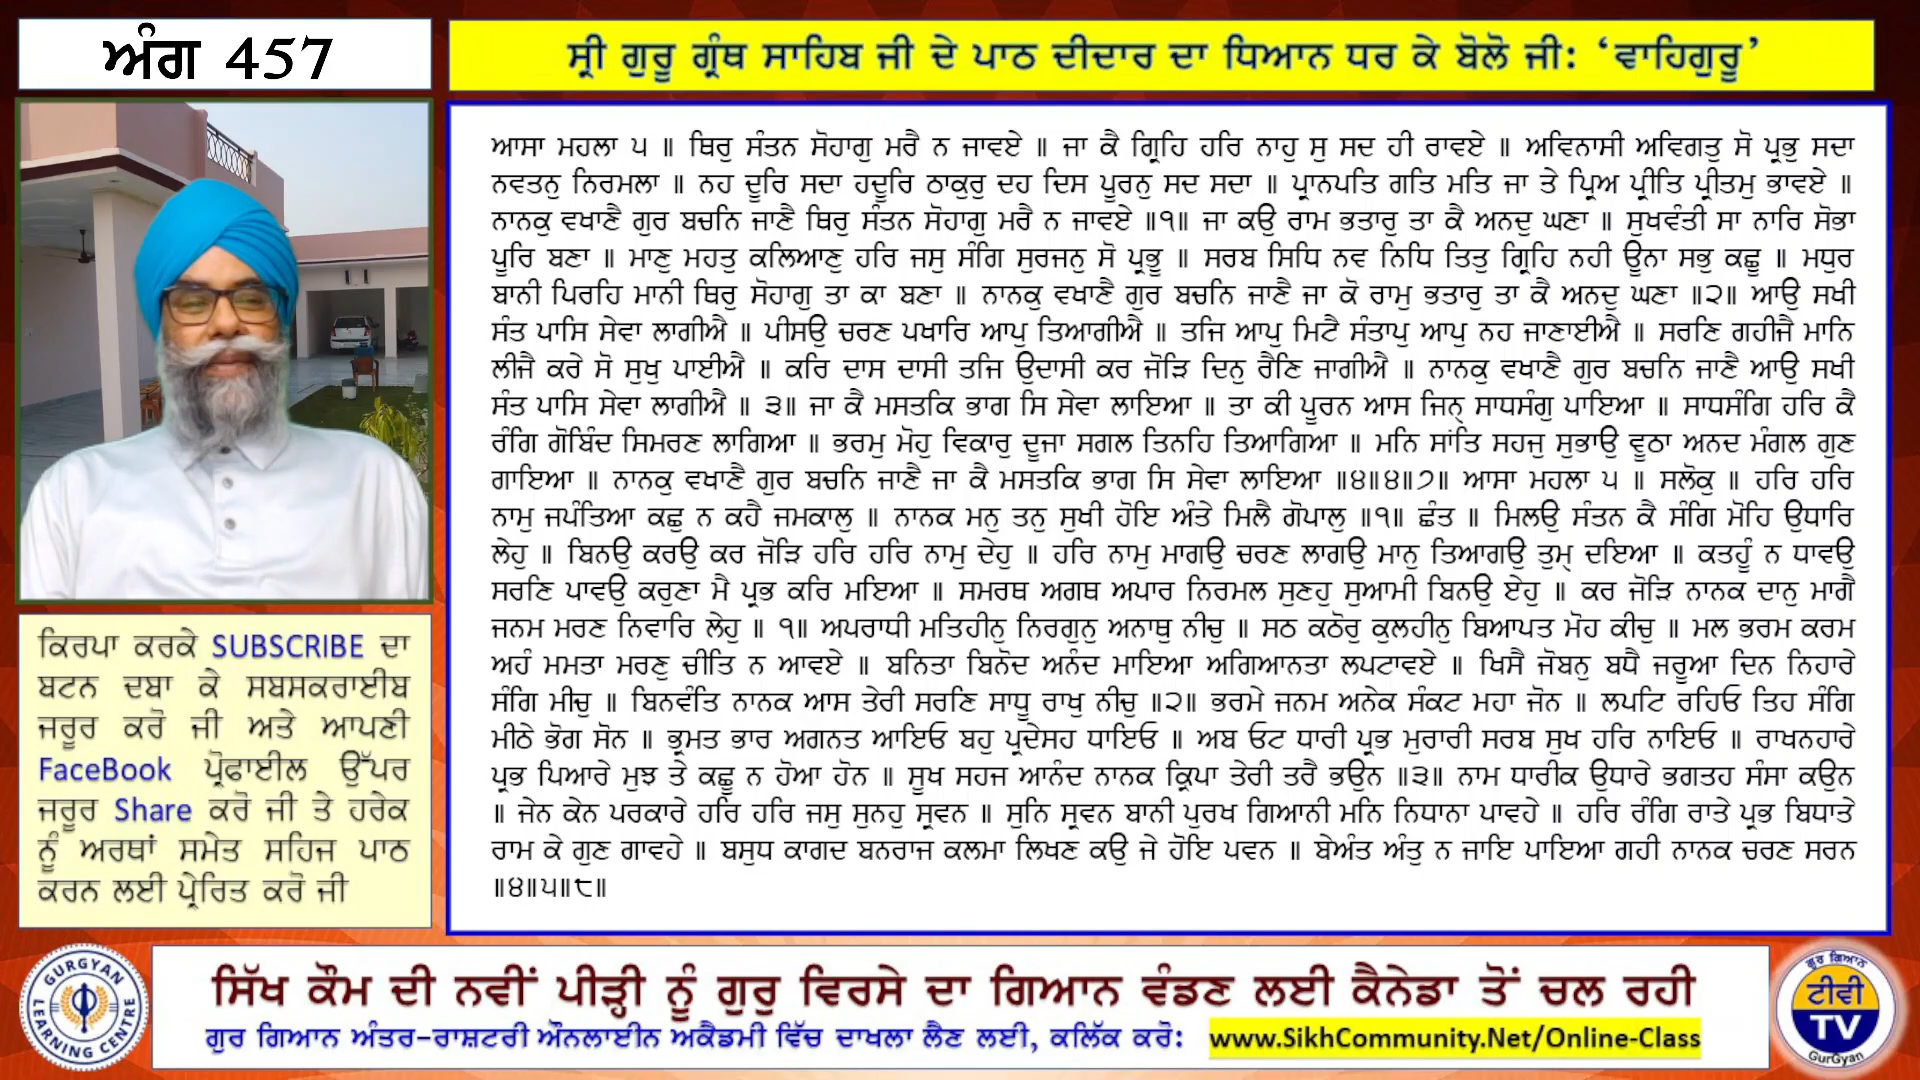 ਅੰਗ 457
ਸ੍ਰੀ ਗੁਰੂ ਗ੍ਰੰਥ ਸਾਹਿਬ ਜੀ ਦੇ ਪਾਠ ਦੀਦਾਰ ਦਾ ਧਿਆਨ ਧਰ ਕੇ ਬੋਲੋ ਜੀ: ‘ਵਾਹਿਗੁਰੂ’
ਆਸਾ ਮਹਲਾ ੫ ॥ ਥਿਰੁ ਸੰਤਨ ਸੋਹਾਗੁ ਮਰੈ ਨ ਜਾਵਏ ॥ ਜਾ ਕੈ ਗ੍ਰਿਹਿ ਹਰਿ ਨਾਹੁ ਸੁ ਸਦ ਹੀ ਰਾਵਏ ॥ ਅਵਿਨਾਸੀ ਅਵਿਗਤੁ ਸੋ ਪ੍ਰਭੁ ਸਦਾ
ਨਵਤਨੁ ਨਿਰਮਲਾ ॥ ਨਹ ਦੂਰਿ ਸਦਾ ਹਦੂਰਿ ਠਾਕੁਰੁ ਦਹ ਦਿਸ ਪੂਰਨੁ ਸਦ ਸਦਾ ॥ ਪ੍ਰਾਨਪਤਿ ਗਤਿ ਮਤਿ ਜਾ ਤੇ ਪ੍ਰਿਅ ਪ੍ਰੀਤਿ ਪ੍ਰੀਤਮੁ ਭਾਵਏ ॥
ਨਾਨਕੁ ਵਖਾਣੈ ਗੁਰ ਬਚਨਿ ਜਾਣੈ ਥਿਰੁ ਸੰਤਨ ਸੋਹਾਗੁ ਮਰੈ ਨ ਜਾਵਏ ॥੧॥ ਜਾ ਕਉ ਰਾਮ ਭਤਾਰੁ ਤਾ ਕੈ ਅਨਦੁ ਘਣਾ ॥ ਸੁਖਵੰਤੀ ਸਾ ਨਾਰਿ ਸੋਭਾ
ਪੂਰਿ ਬਣਾ ॥ ਮਾਣੁ ਮਹਤੁ ਕਲਿਆਣੁ ਹਰਿ ਜਸੁ ਸੰਗਿ ਸੁਰਜਨੁ ਸੋ ਪ੍ਰਭੂ ॥ ਸਰਬ ਸਿਧਿ ਨਵ ਨਿਧਿ ਤਿਤੁ ਗ੍ਰਿਹਿ ਨਹੀ ਊਨਾ ਸਭੁ ਕਛੂ ॥ ਮਧੁਰ
ਬਾਨੀ ਪਿਰਹਿ ਮਾਨੀ ਥਿਰੁ ਸੋਹਾਗੁ ਤਾ ਕਾ ਬਣਾ ॥ ਨਾਨਕੁ ਵਖਾਣੈ ਗੁਰ ਬਚਨਿ ਜਾਣੈ ਜਾ ਕੋ ਰਾਮੁ ਭਤਾਰੁ ਤਾ ਕੈ ਅਨਦੁ ਘਣਾ ॥੨॥ ਆਉ ਸਖੀ
ਸੰਤ ਪਾਸਿ ਸੇਵਾ ਲਾਗੀਐ ॥ ਪੀਸਉ ਚਰਣ ਪਖਾਰਿ ਆਪੁ ਤਿਆਗੀਐ ॥ ਤਜਿ ਆਪੁ ਮਿਟੈ ਸੰਤਾਪੁ ਆਪੁ ਨਹ ਜਾਣਾਈਐ ॥ ਸਰਣਿ ਗਹੀਜੈ ਮਾਨਿ
ਲੀਜੈ ਕਰੇ ਸੋ ਸੁਖੁ ਪਾਈਐ ॥ ਕਰਿ ਦਾਸ ਦਾਸੀ ਤਜਿ ਉਦਾਸੀ ਕਰ ਜੋੜਿ ਦਿਨੁ ਰੈਣਿ ਜਾਗੀਐ ॥ ਨਾਨਕੁ ਵਖਾਣੈ ਗੁਰ ਬਚਨਿ ਜਾਣੈ ਆਉ ਸਖੀ
ਸੰਤ ਪਾਸਿ ਸੇਵਾ ਲਾਗੀਐ ॥ ੩॥ ਜਾ ਕੈ ਮਸਤਕਿ ਭਾਗ ਸਿ ਸੇਵਾ ਲਾਇਆ ॥ ਤਾ ਕੀ ਪੂਰਨ ਆਸ ਜਿਨ੍ ਸਾਧਸੰਗੁ ਪਾਇਆ ॥ ਸਾਧਸੰਗਿ ਹਰਿ ਕੈ
ਰੰਗਿ ਗੋਬਿੰਦ ਸਿਮਰਣ ਲਾਗਿਆ ॥ ਭਰਮੁ ਮੋਹੁ ਵਿਕਾਰੁ ਦੂਜਾ ਸਗਲ ਤਿਨਹਿ ਤਿਆਗਿਆ ॥ ਮਨਿ ਸਾਂਤਿ ਸਹਜੁ ਸੁਭਾਉ ਵੂਠਾ ਅਨਦ ਮੰਗਲ ਗੁਣ
ਗਾਇਆ ॥ ਨਾਨਕੁ ਵਖਾਣੈ ਗੁਰ ਬਚਨਿ ਜਾਣੈ ਜਾ ਕੈ ਮਸਤਕਿ ਭਾਗ ਸਿ ਸੇਵਾ ਲਾਇਆ ॥੪॥੪॥੭॥ ਆਸਾ ਮਹਲਾ ੫ ॥ ਸਲੋਕੁ ॥ ਹਰਿ ਹਰਿ
ਨਾਮੁ ਜਪੰਤਿਆ ਕਛੁ ਨ ਕਹੈ ਜਮਕਾਲੁ ॥ ਨਾਨਕ ਮਨੁ ਤਨੁ ਸੁਖੀ ਹੋਇ ਅੰਤੇ ਮਿਲੈ ਗੋਪਾਲੁ ॥੧॥ ਛੰਤ ॥ ਮਿਲਉ ਸੰਤਨ ਕੈ ਸੰਗਿ ਮੋਹਿ ਉਧਾਰਿ
ਲੇਹੁ ॥ ਬਿਨਉ ਕਰਉ ਕਰ ਜੋੜਿ ਹਰਿ ਹਰਿ ਨਾਮੁ ਦੇਹੁ ॥ ਹਰਿ ਨਾਮੁ ਮਾਗਉ ਚਰਣ ਲਾਗਉ ਮਾਨੁ ਤਿਆਗਉ ਤੁਮ੍ ਦਇਆ ॥ ਕਤਹੂੰ ਨ ਧਾਵਉ
ਸਰਣਿ ਪਾਵਉ ਕਰੁਣਾ ਮੈ ਪ੍ਰਭ ਕਰਿ ਮਇਆ ॥ ਸਮਰਥ ਅਗਥ ਅਪਾਰ ਨਿਰਮਲ ਸੁਣਹੁ ਸੁਆਮੀ ਬਿਨਉ ਏਹੁ ॥ ਕਰ ਜੋੜਿ ਨਾਨਕ ਦਾਨੁ ਮਾਗੈ
ਜਨਮ ਮਰਣ ਨਿਵਾਰਿ ਲੇਹੁ ॥ ੧॥ ਅਪਰਾਧੀ ਮਤਿਹੀਨੁ ਨਿਰਗੁਨੁ ਅਨਾਥੁ ਨੀਚੁ ॥ ਸਠ ਕਠੋਰੁ ਕੁਲਹੀਨੁ ਬਿਆਪਤ ਮੋਹ ਕੀਚੁ ॥ ਮਲ ਭਰਮ ਕਰਮ
ਅਹੰ ਮਮਤਾ ਮਰਣੁ ਚੀਤਿ ਨ ਆਵਏ ॥ ਬਨਿਤਾ ਬਿਨੋਦ ਅਨੰਦ ਮਾਇਆ ਅਗਿਆਨਤਾ ਲਪਟਾਵਏ ॥ ਖਿਸੈ ਜੋਬਨੁ ਬਧੈ ਜਰੂਆ ਦਿਨ ਨਿਹਾਰੇ
ਸੰਗਿ ਮੀਚੁ ॥ ਬਿਨਵੰਤਿ ਨਾਨਕ ਆਸ ਤੇਰੀ ਸਰਣਿ ਸਾਧੂ ਰਾਖੁ ਨੀਚੁ ॥੨॥ ਭਰਮੇ ਜਨਮ ਅਨੇਕ ਸੰਕਟ ਮਹਾ ਜੋਨ ॥ ਲਪਟਿ ਰਹਿਓ ਤਿਹ ਸੰਗਿ
ਮੀਠੇ ਭੋਗ ਸੋਨ ॥ ਭ੍ਰਮਤ ਭਾਰ ਅਗਨਤ ਆਇਓ ਬਹੁ ਪ੍ਰਦੇਸਹ ਧਾਇਓ ॥ ਅਬ ਓਟ ਧਾਰੀ ਪ੍ਰਭ ਮੁਰਾਰੀ ਸਰਬ ਸੁਖ ਹਰਿ ਨਾਇਓ ॥ ਰਾਖਨਹਾਰੇ
ਪ੍ਰਭ ਪਿਆਰੇ ਮੁਝ ਤੇ ਕਛੂ ਨ ਹੋਆ ਹੋਨ ॥ ਸੂਖ ਸਹਜ ਆਨੰਦ ਨਾਨਕ ਕ੍ਰਿਪਾ ਤੇਰੀ ਤਰੈ ਭਉਨ ॥੩॥ ਨਾਮ ਧਾਰੀਕ ਉਧਾਰੇ ਭਗਤਹ ਸੰਸਾ ਕਉਨ
॥ ਜੇਨ ਕੇਨ ਪਰਕਾਰੇ ਹਰਿ ਹਰਿ ਜਸੁ ਸੁਨਹੁ ਸ੍ਰਵਨ ॥ ਸੁਨਿ ਸ੍ਰਵਨ ਬਾਨੀ ਪੁਰਖ ਗਿਆਨੀ ਮਨਿ ਨਿਧਾਨਾ ਪਾਵਹੇ ॥ ਹਰਿ ਰੰਗਿ ਰਾਤੇ ਪ੍ਰਭ ਬਿਧਾਤੇ
ਰਾਮ ਕੇ ਗੁਣ ਗਾਵਹੇ ॥ ਬਸੁਧ ਕਾਗਦ ਬਨਰਾਜ ਕਲਮਾ ਲਿਖਣ ਕਉ ਜੇ ਹੋਇ ਪਵਨ ॥ ਬੇਅੰਤ ਅੰਤੁ ਨ ਜਾਇ ਪਾਇਆ ਗਹੀ ਨਾਨਕ ਚਰਣ ਸਰਨ
॥੪॥੫॥੮॥
ਕਿਰਪਾ ਕਰਕੇ SUBSCRIBE ਦਾ
ਬਟਨ ਦਬਾ ਕੇ ਸਬਸਕਰਾਈਬ
ਜਰੂਰ ਕਰੋ ਜੀ ਅਤੇ ਆਪਣੀ
FaceBook ਪ੍ਰੋਫਾਈਲ ਉੱਪਰ
ਜਰੂਰ Share ਕਰੋ ਜੀ ਤੇ ਹਰੇਕ
ਨੂੰ ਅਰਥਾਂ ਸਮੇਤ ਸਹਿਜ ਪਾਠ
ਕਰਨ ਲਈ ਪ੍ਰੇਰਿਤ ਕਰੋ ਜੀ
GURGYAN
LEARNING CENTRE
ਸਿੱਖ ਕੌਮ ਦੀ ਨਵੀਂ ਪੀੜ੍ਹੀ ਨੂੰ ਗੁਰੁ ਵਿਰਸੇ ਦਾ ਗਿਆਨ ਵੰਡਣ ਲਈ ਕੈਨੇਡਾ ਤੋਂ ਚਲ ਰਹੀ
ਗੁਰ ਗਿਆਨ ਅੰਤਰ-ਰਾਸ਼ਟਰੀ ਔਨਲਾਈਨ ਅਕੈਡਮੀ ਵਿੱਚ ਦਾਖਲਾ ਲੈਣ ਲਈ, ਕਲਿੱਕ ਕਰੋ: www.SikhCommunity.Net/Online-Class
ਗੁਰ ਗਿਆਨ
ਟੀਵੀ
TV
GurGyan